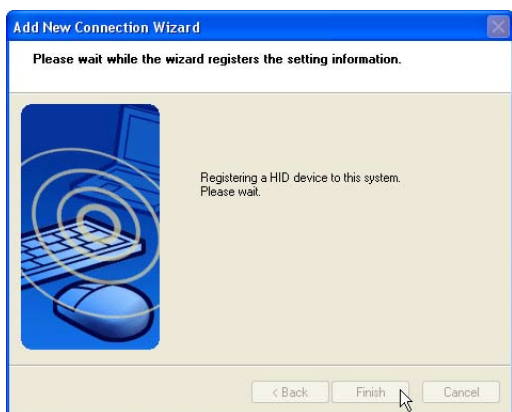 Add New Connection Wizard
Please wait while the wizard registers the setting information.
Registering a HID device to this system.
Please wait.
< Back
Finish
Cancel